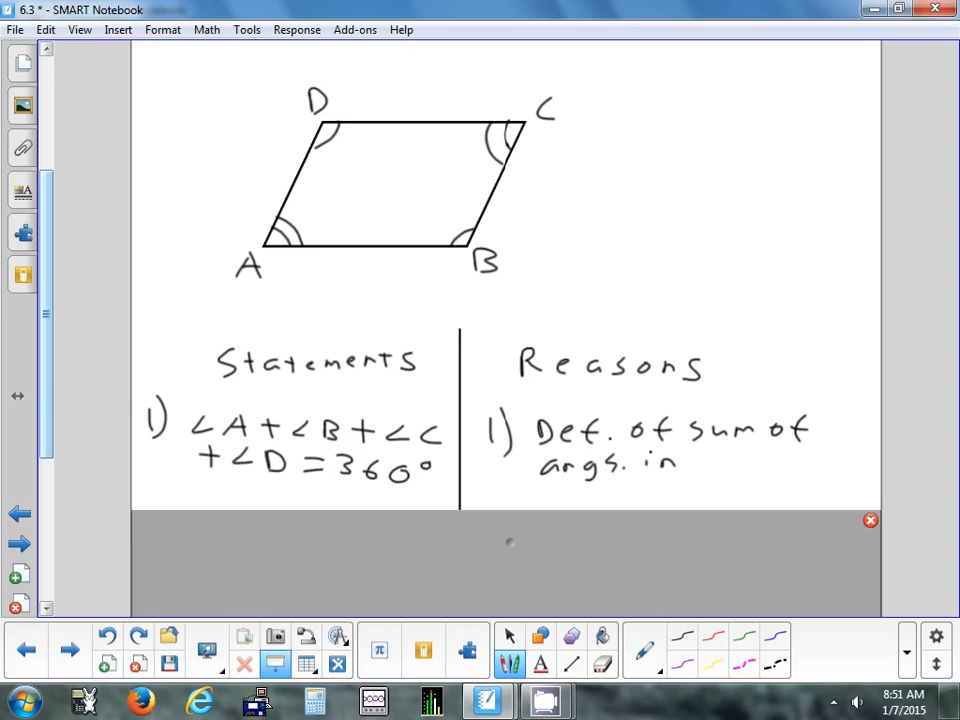 6.3 * - SMART Notebook
File Edit View Insert Format Math Tools Response Add-ons Help
D
C
A
B
Statements
Reasons
1) ∠A + ∠B + ∠C
+ ∠D = 360°
1) Def. of sum of
angs. in
8:51 AM
1/7/2015